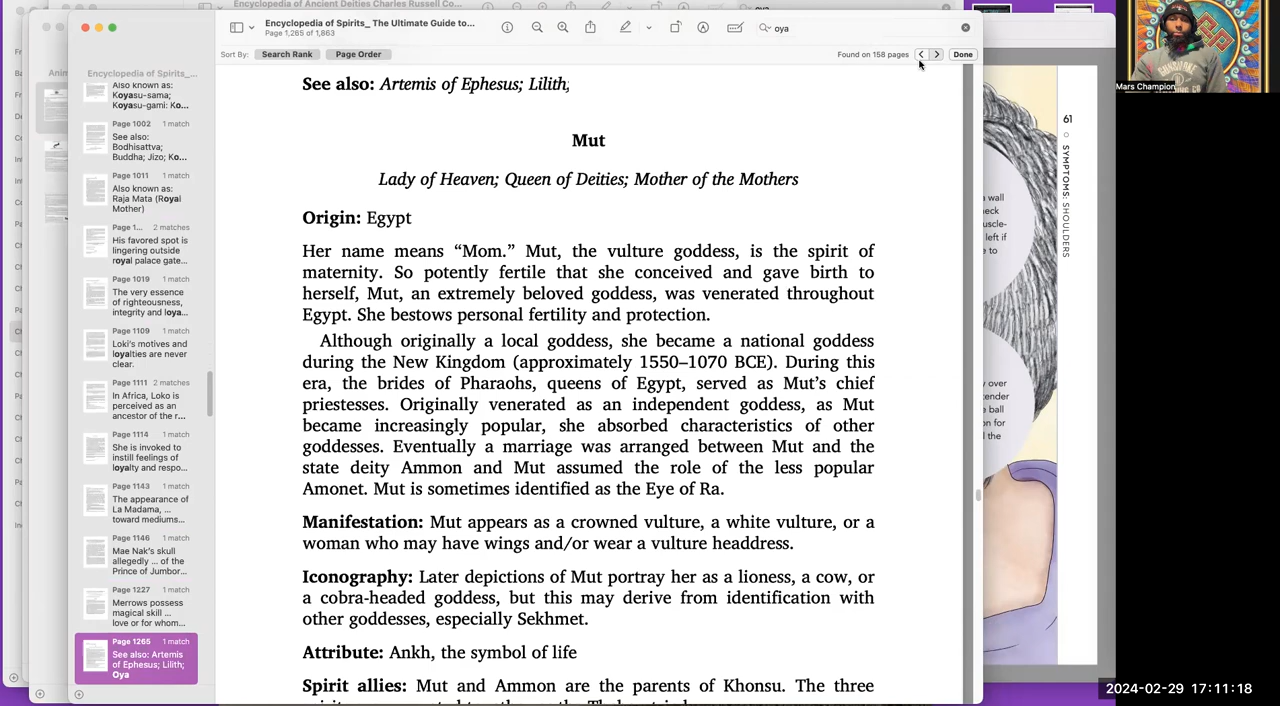 Encyclopedia of Ancient Deities Charles Russell Co...
Encyclopedia of Spirits_ The Ultimate Guide to...
Page 1,265 of 1,863
oya
Sort By: Search Rank Page Order
Found on 158 pages
Done
Encyclopedia of Spirits_...
Also known as:
Koyasu-sama;
Koyasu-gami: Ko...
Page 1002 1 match
See also:
Bodhisattva;
Buddha; Jizo; Ko...
Page 1011 1 match
Also known as:
Raja Mata (Royal
Mother)
Page 1... 2 matches
His favored spot is
lingering outside
royal palace gate...
Page 1019 1 match
The very essence
of righteousness,
integrity and loya...
Page 1109 1 match
Loki's motives and
loyalties are never
clear.
Page 1111 2 matches
In Africa, Loko is
perceived as an
ancestor of the r...
Page 1114 1 match
She is invoked to
instill feelings of
loyalty and respo...
Page 1143 1 match
The appearance of
La Madama, ...
toward mediums...
Page 1146 1 match
Mae Nak's skull
allegedly ... of the
Prince of Jumbor...
Page 1227 1 match
Merrows possess
magical skill ...
love or for whom...
Page 1265 1 match
See also: Artemis
of Ephesus; Lilith;
Oya
See also: Artemis of Ephesus; Lilith;
Mut
Lady of Heaven; Queen of Deities; Mother of the Mothers
Origin: Egypt
Her name means “Mom.” Mut, the vulture goddess, is the spirit of
maternity. So potently fertile that she conceived and gave birth to
herself, Mut, an extremely beloved goddess, was venerated throughout
Egypt. She bestows personal fertility and protection.
Although originally a local goddess, she became a national goddess
during the New Kingdom (approximately 1550–1070 BCE). During this
era, the brides of Pharaohs, queens of Egypt, served as Mut’s chief
priestesses. Originally venerated as an independent goddess, as Mut
became increasingly popular, she absorbed characteristics of other
goddesses. Eventually a marriage was arranged between Mut and the
state deity Ammon and Mut assumed the role of the less popular
Amonet. Mut is sometimes identified as the Eye of Ra.
Manifestation: Mut appears as a crowned vulture, a white vulture, or a
woman who may have wings and/or wear a vulture headdress.
Iconography: Later depictions of Mut portray her as a lioness, a cow, or
a cobra-headed goddess, but this may derive from identification with
other goddesses, especially Sekhmet.
Attribute: Ankh, the symbol of life
Spirit allies: Mut and Ammon are the parents of Khonsu. The three
61
SYMPTOMS: SHOULDERS
Mars Champion
2024-02-29 17:11:18